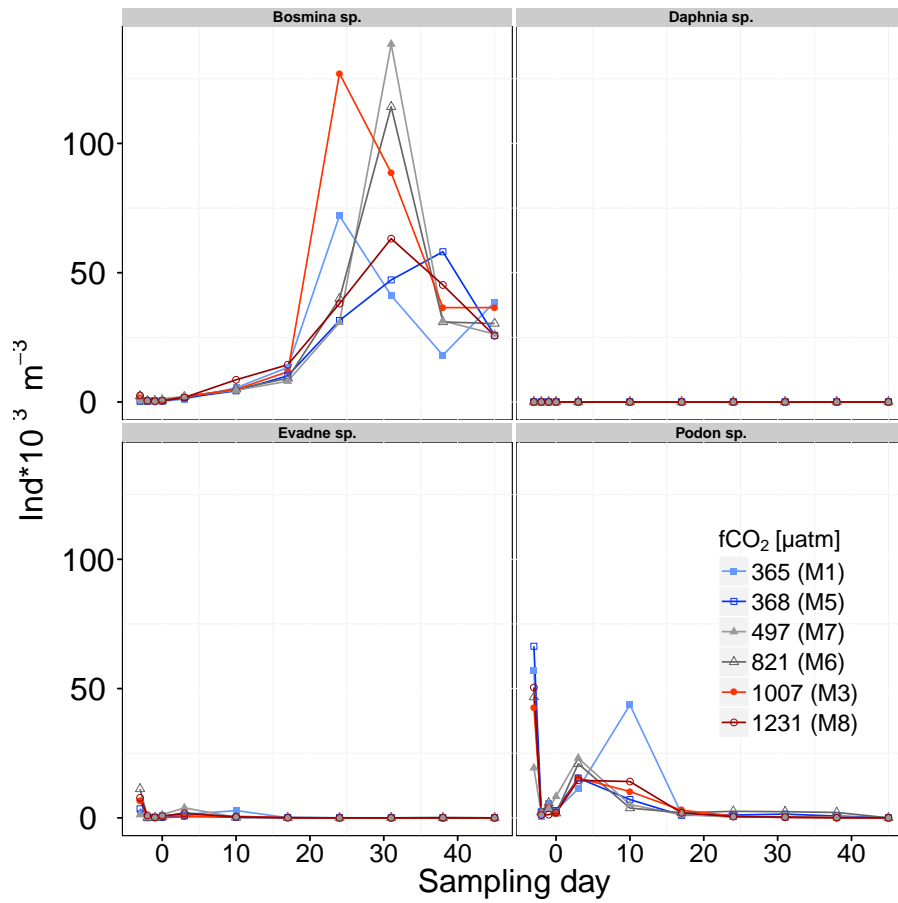 Bosmina sp.
Daphnia sp.
100
50
0
Evadne sp.
Podon sp.
100
50
0
fCO₂ [µatm]
365 (M1)
368 (M5)
497 (M7)
821 (M6)
1007 (M3)
1231 (M8)
0 10 20 30 40
0 10 20 30 40
Sampling day
Ind*10³ m⁻³